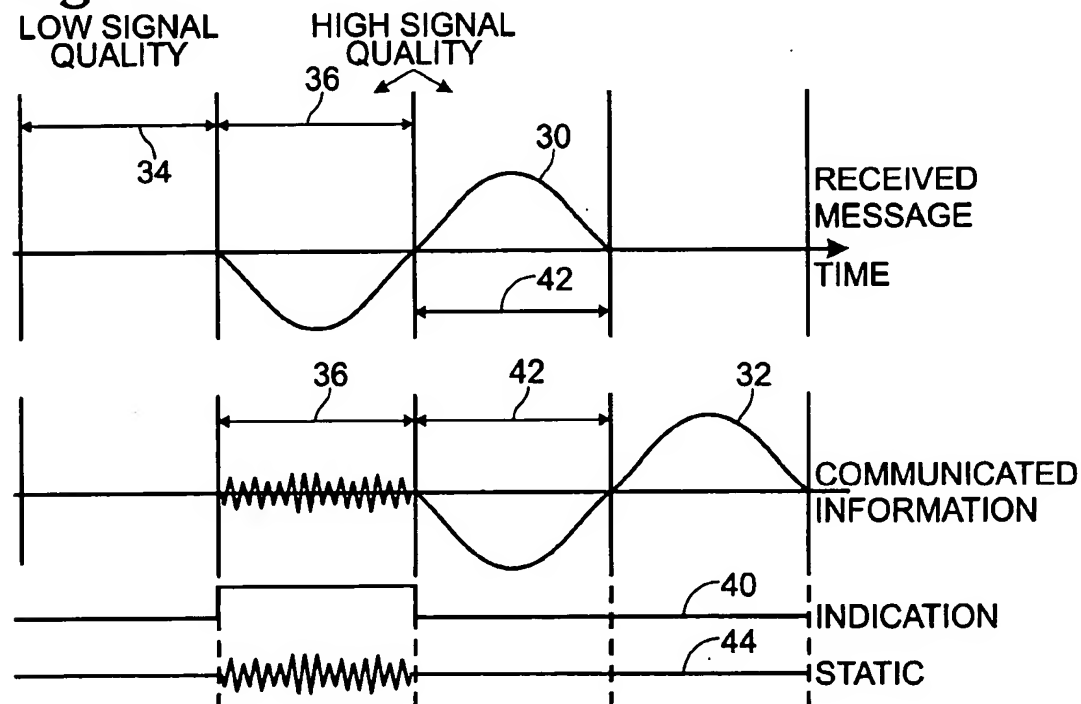 LOW SIGNAL
QUALITY
HIGH SIGNAL
QUALITY
36
34
30
RECEIVED
MESSAGE
TIME
42
36
42
32
COMMUNICATED
INFORMATION
40
INDICATION
44
STATIC